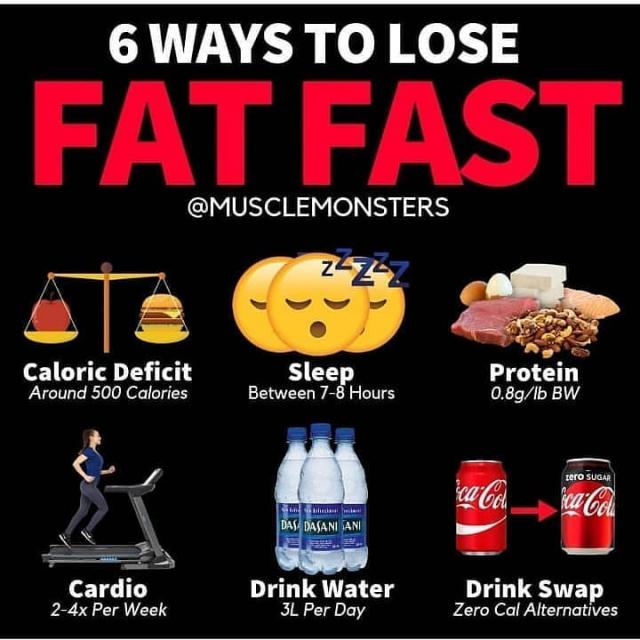 6 WAYS TO LOSE
FAT FAST
@MUSCLEMONSTERS
ZZZZZ
Caloric Deficit
Around 500 Calories
Sleep
Between 7-8 Hours
Protein
0.8g/lb BW
DASANI
DASANI
SANI
Coca-Cola
zero SUGAR
Coca-Cola
Cardio
2-4x Per Week
Drink Water
3L Per Day
Drink Swap
Zero Cal Alternatives